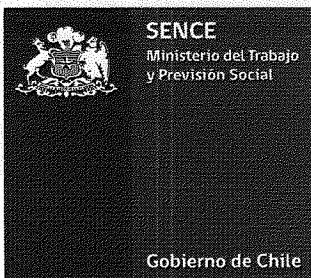 SENCE
Ministerio del Trabajo
y Previsión Social
Gobierno de Chile